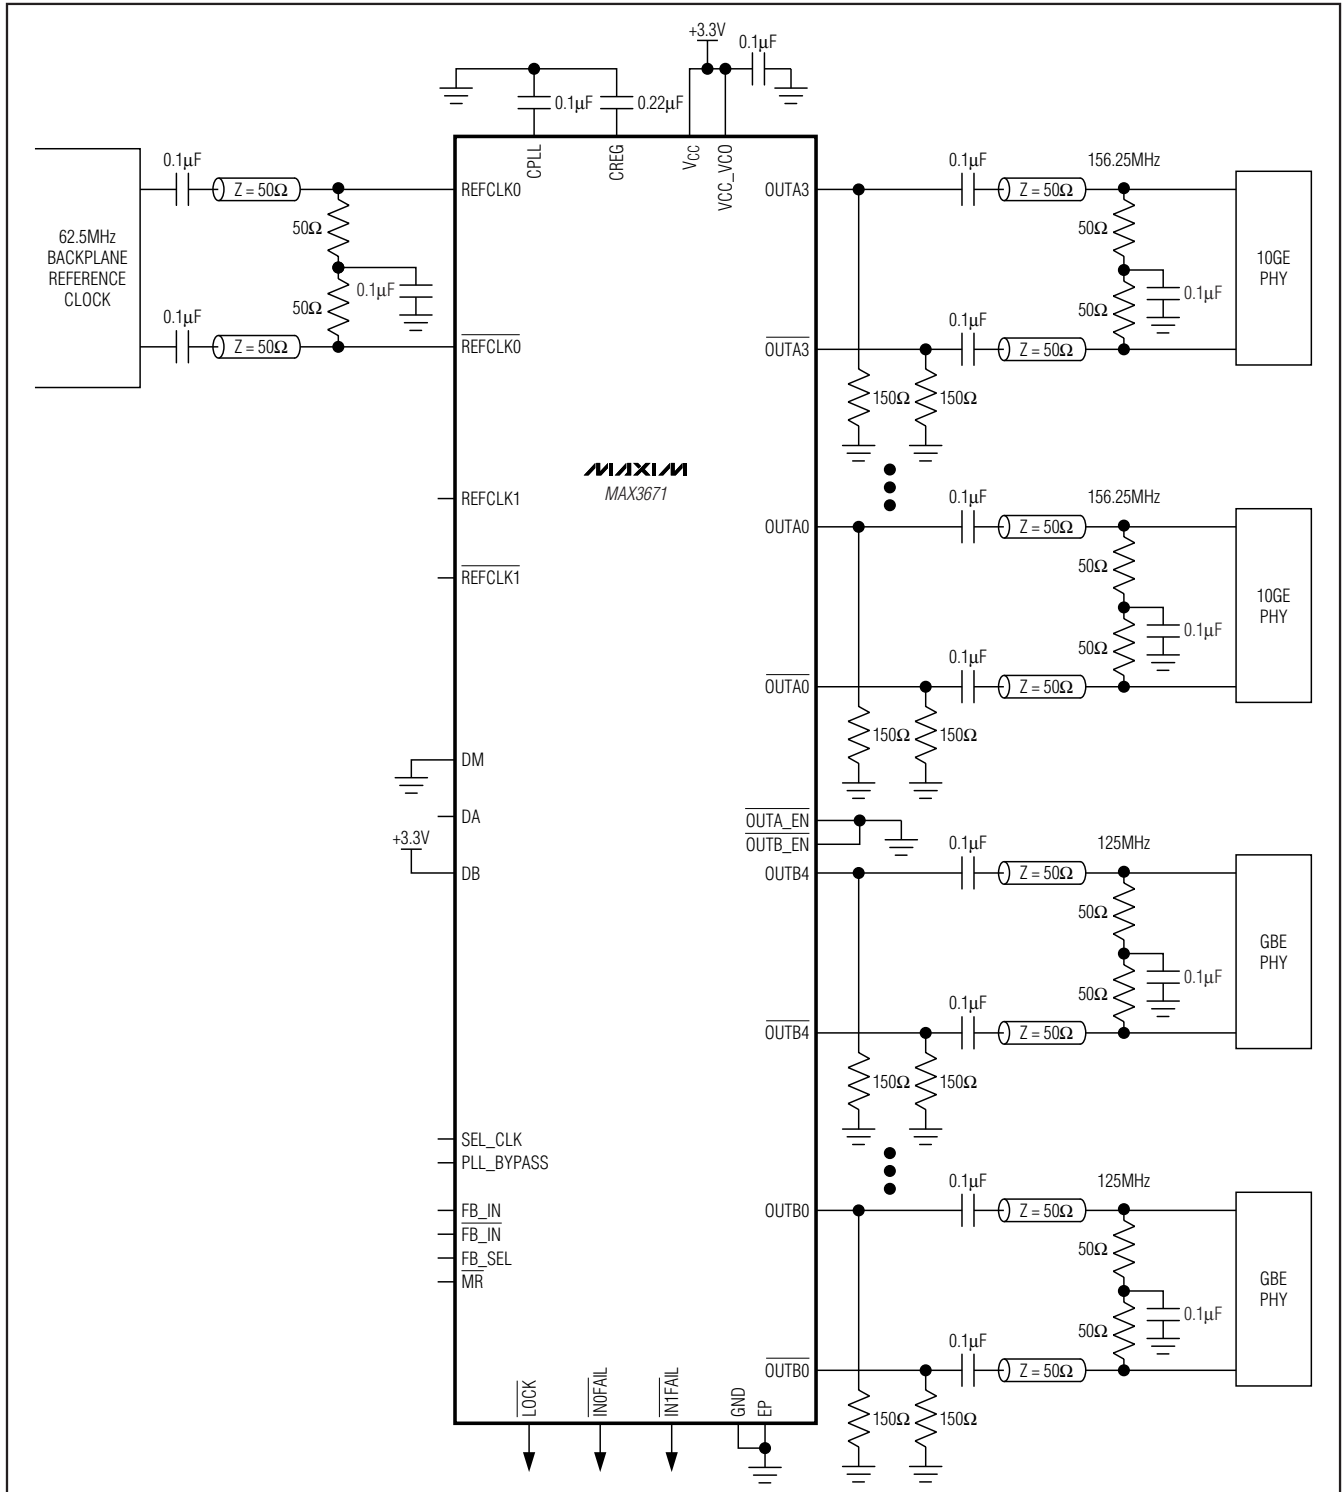 +3.3V
0.1µF
0.1µF
0.22µF
CPLL
CREG
VCC
VCC_VCO
62.5MHz
BACKPLANE
REFERENCE
CLOCK
0.1µF
Z = 50Ω
50Ω
0.1µF
50Ω
0.1µF
Z = 50Ω
REFCLK0
REFCLK0
MAXIM
MAX3671
REFCLK1
REFCLK1
DM
DA
+3.3V
DB
SEL_CLK
PLL_BYPASS
FB_IN
FB_IN
FB_SEL
MR
LOCK
IN0FAIL
IN1FAIL
GND
EP
OUTA3
0.1µF
Z = 50Ω
156.25MHz
50Ω
0.1µF
50Ω
10GE
PHY
OUTA3
0.1µF
Z = 50Ω
150Ω
150Ω
OUTA0
0.1µF
Z = 50Ω
156.25MHz
50Ω
0.1µF
50Ω
10GE
PHY
OUTA0
0.1µF
Z = 50Ω
150Ω
150Ω
OUTA_EN
OUTB_EN
OUTB4
0.1µF
Z = 50Ω
125MHz
50Ω
0.1µF
50Ω
GBE
PHY
OUTB4
0.1µF
Z = 50Ω
150Ω
150Ω
OUTB0
0.1µF
Z = 50Ω
125MHz
50Ω
0.1µF
50Ω
GBE
PHY
OUTB0
0.1µF
Z = 50Ω
150Ω
150Ω